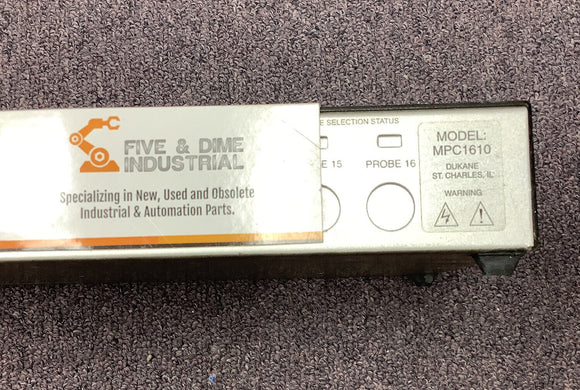 FIVE & DIME
INDUSTRIAL
Specializing in New, Used and Obsolete
Industrial & Automation Parts.
SELECTION STATUS
15
PROBE 16
MODEL:
MPC1610
DUKANE
ST. CHARLES, IL
WARNING